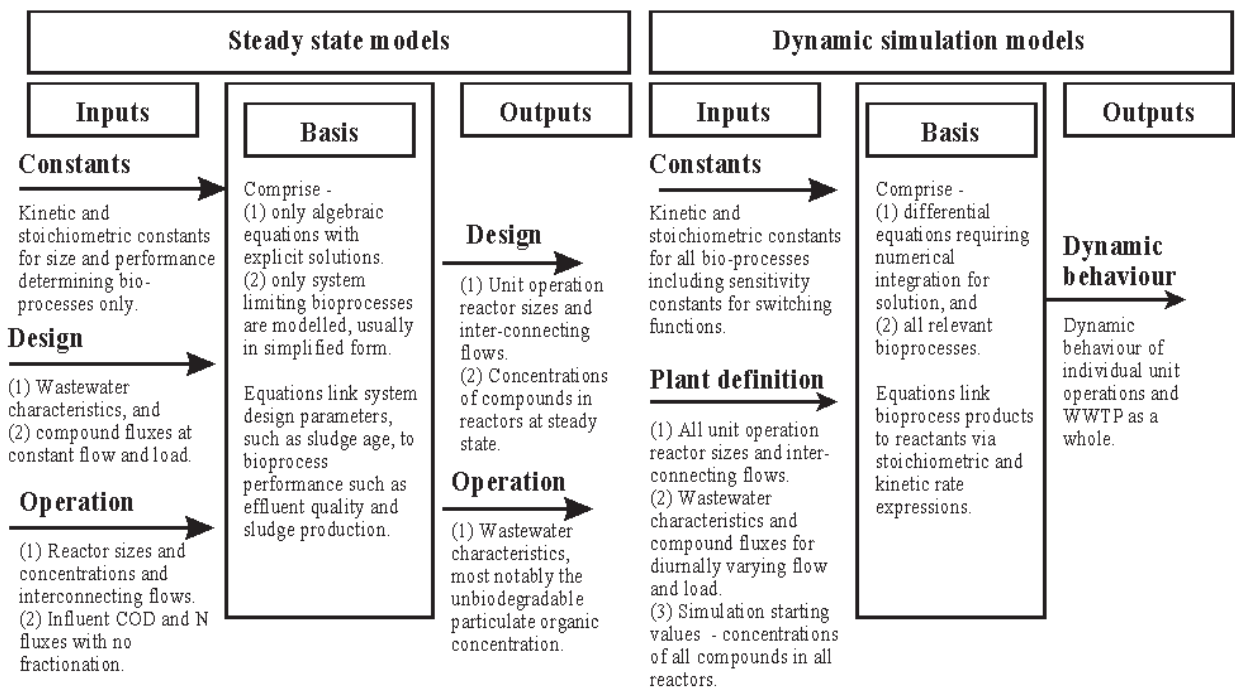 Steady state models
Inputs
Constants
Kinetic and
stoichiometric constants
for size and performance
determining bio-
processes only.
Design
(1) Wastewater
characteristics, and
(2) compound fluxes at
constant flow and load.
Operation
(1) Reactor sizes and
concentrations and
interconnecting flows.
(2) Influent COD and N
fluxes with no
fractionation.
Basis
Comprise -
(1) only algebraic
equations with
explicit solutions.
(2) only system
limiting bioprocesses
are modelled, usually
in simplified form.
Equations link system
design parameters,
such as sludge age, to
bioprocess
performance such as
effluent quality and
sludge production.
Outputs
Design
(1) Unit operation
reactor sizes and
inter-connecting
flows.
(2) Concentrations
of compounds in
reactors at steady
state.
Operation
(1) Wastewater
characteristics,
most notably the
unbiodegradable
particulate organic
concentration.
Dynamic simulation models
Inputs
Constants
Kinetic and
stoichiometric constants
for all bio-processes
including sensitivity
constants for switching
functions.
Plant definition
(1) All unit operation
reactor sizes and inter-
connecting flows.
(2) Wastewater
characteristics and
compound fluxes for
diurnally varying flow
and load.
(3) Simulation starting
values - concentrations
of all compounds in all
reactors.
Basis
Comprise -
(1) differential
equations requiring
numerical
integration for
solution, and
(2) all relevant
bioprocesses.
Equations link
bioprocess products
to reactants via
stoichiometric and
kinetic rate
expressions.
Outputs
Dynamic
behaviour
Dynamic
behaviour of
individual unit
operations and
WWTP as a
whole.